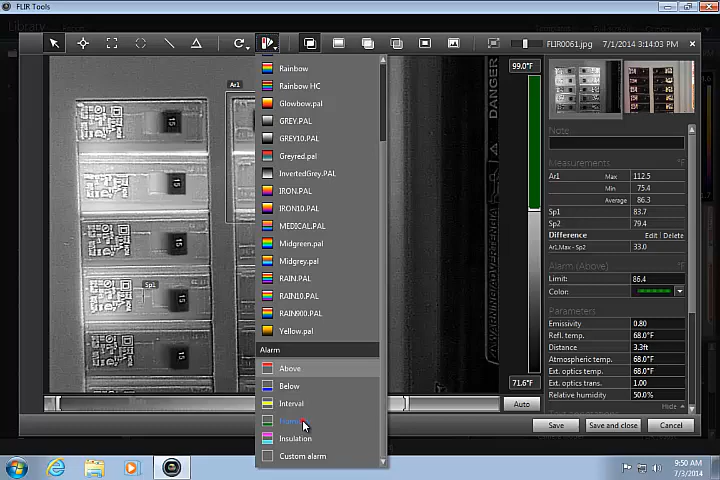 FLIR Tools
Library
FLIR0061.jpg 7/1/2014 3:14:03 PM
99.0°F
71.6°F
Auto
Ar1
Sp1
15
15
15
15
15
DANGER
Rainbow
Rainbow HC
Glowbow.pal
GREY.PAL
GREY10.PAL
Greyred.pal
InvertedGrey.PAL
IRON.PAL
IRON10.PAL
MEDICAL.PAL
Midgreen.pal
Midgrey.pal
RAIN.PAL
RAIN10.PAL
RAIN900.PAL
Yellow.pal
Alarm
Above
Below
Interval
Insulation
Custom alarm
Note
Measurements °F
Ar1 Max 112.5
Min 75.4
Average 86.3
Sp1 83.7
Sp2 79.4
Difference Edit | Delete
Ar1.Max - Sp2 33.0
Alarm (Above) °F
Limit: 86.4
Color:
Parameters
Emissivity 0.80
Refl. temp. 68.0°F
Distance 3.3ft
Atmospheric temp. 68.0°F
Ext. optics temp. 68.0°F
Ext. optics trans. 1.00
Relative humidity 50.0%
Hide
Save
Save and close
Cancel
9:50 AM
7/3/2014